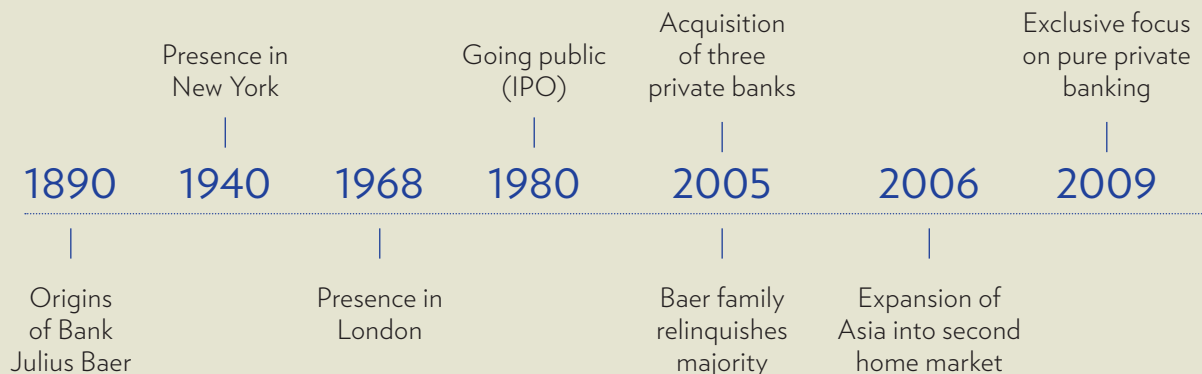 Presence in
New York
Going public
(IPO)
Acquisition
of three
private banks
Exclusive focus
on pure private
banking
1890 1940 1968 1980 2005 2006 2009
Origins
of Bank
Julius Baer
Presence in
London
Baer family
relinquishes
majority
Expansion of
Asia into second
home market